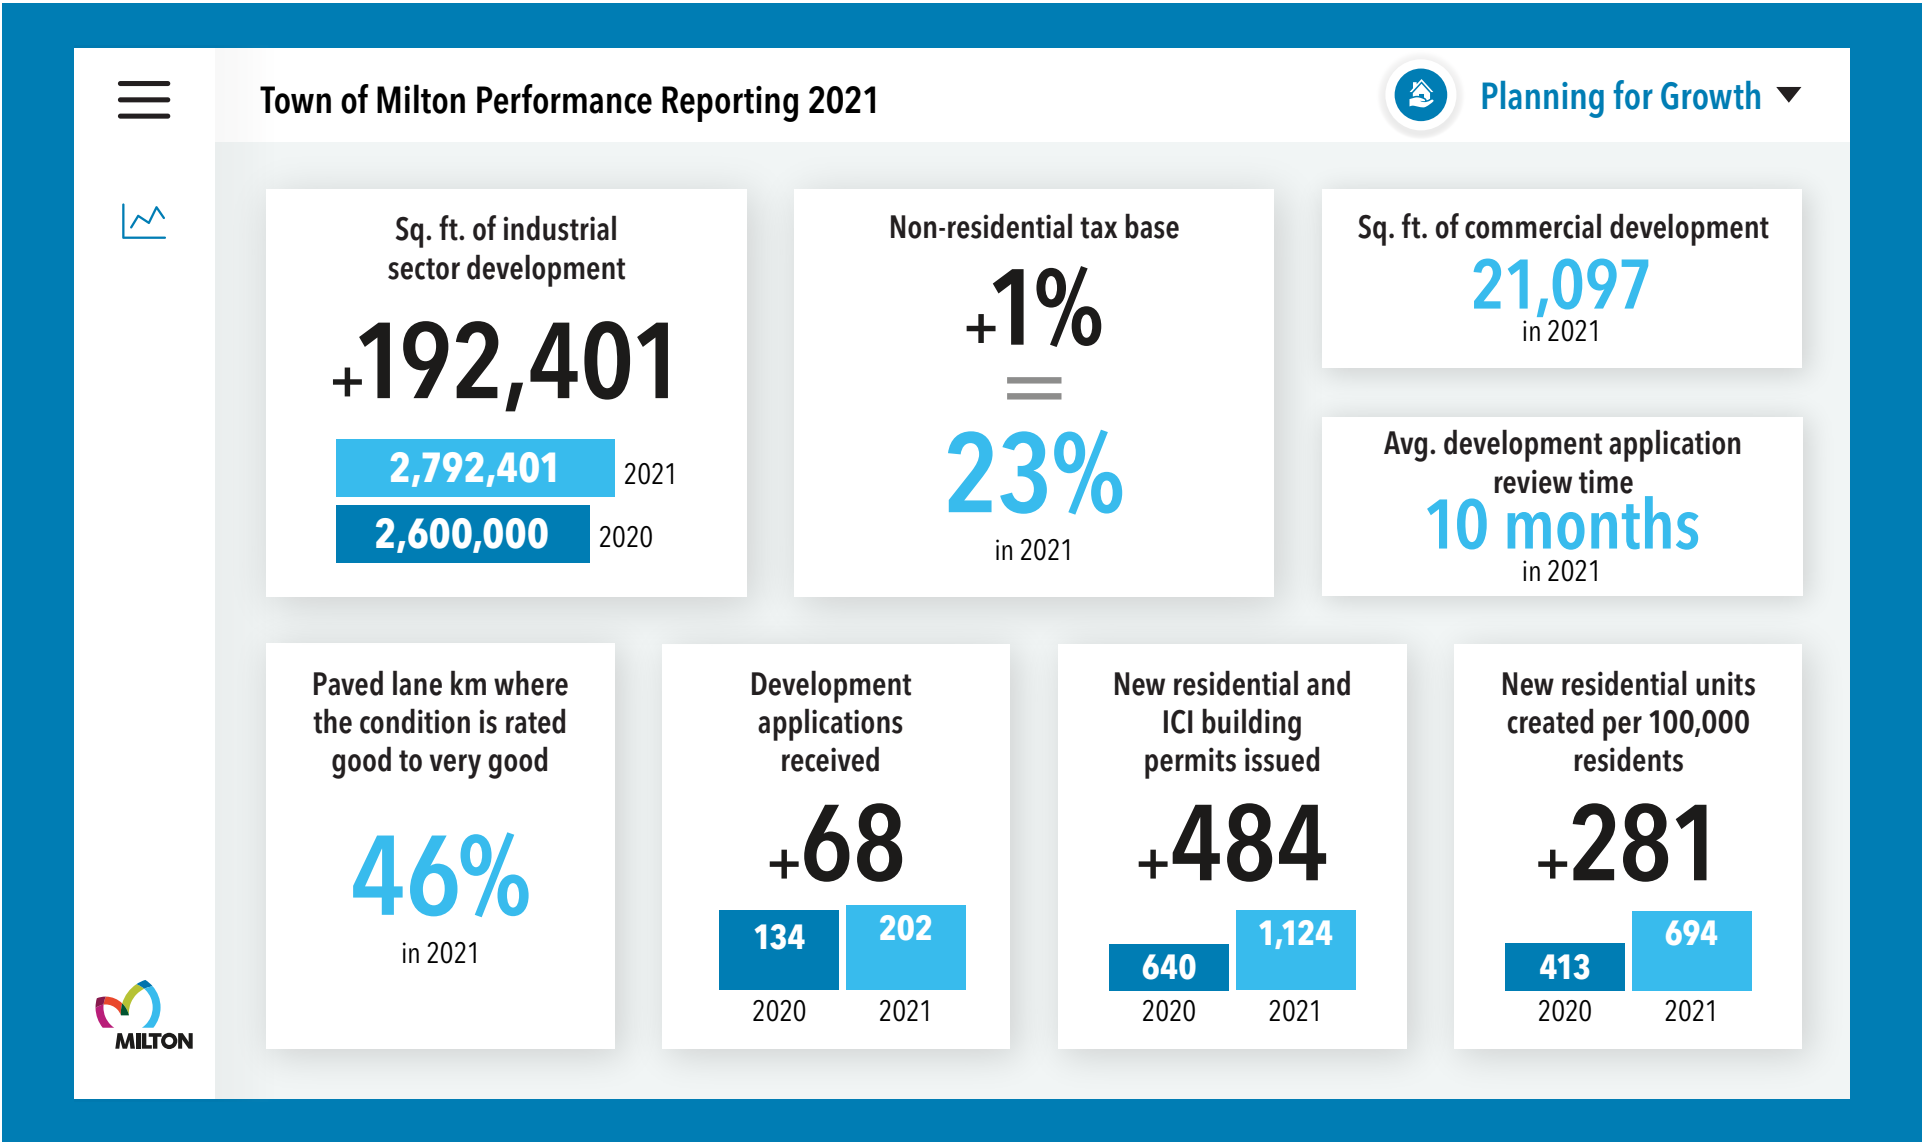 Town of Milton Performance Reporting 2021
Planning for Growth
Sq. ft. of industrial
sector development
+192,401
2,792,401 2021
2,600,000 2020
Non-residential tax base
+1%
=
23%
in 2021
Sq. ft. of commercial development
21,097
in 2021
Avg. development application
review time
10 months
in 2021
Paved lane km where
the condition is rated
good to very good
46%
in 2021
Development
applications
received
+68
134 202
2020 2021
New residential and
ICI building
permits issued
+484
640 1,124
2020 2021
New residential units
created per 100,000
residents
+281
413 694
2020 2021
MILTON